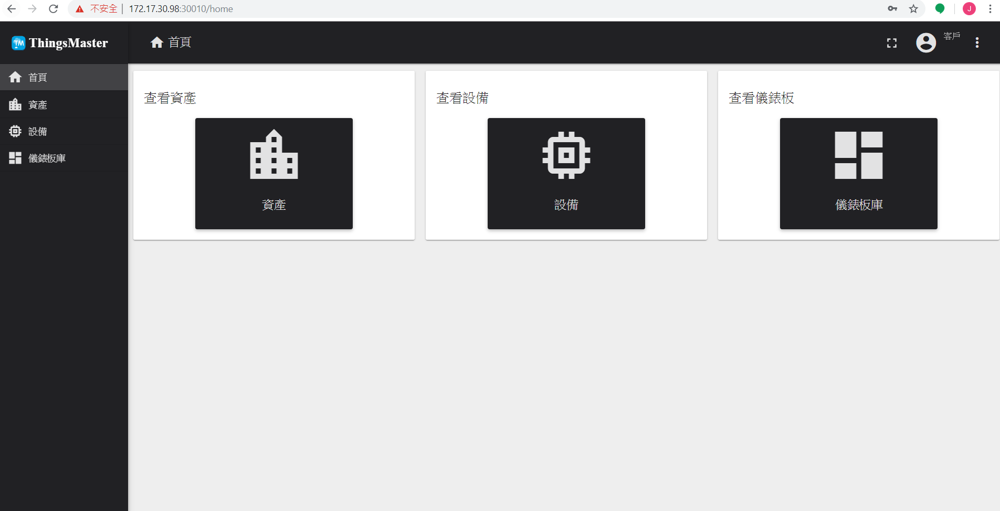 不安全 | 172.17.30.98:30010/home
J
TM ThingsMaster
首頁
客戶
首頁
資產
設備
儀錶板庫
查看資產
資產
查看設備
設備
查看儀錶板
儀錶板庫